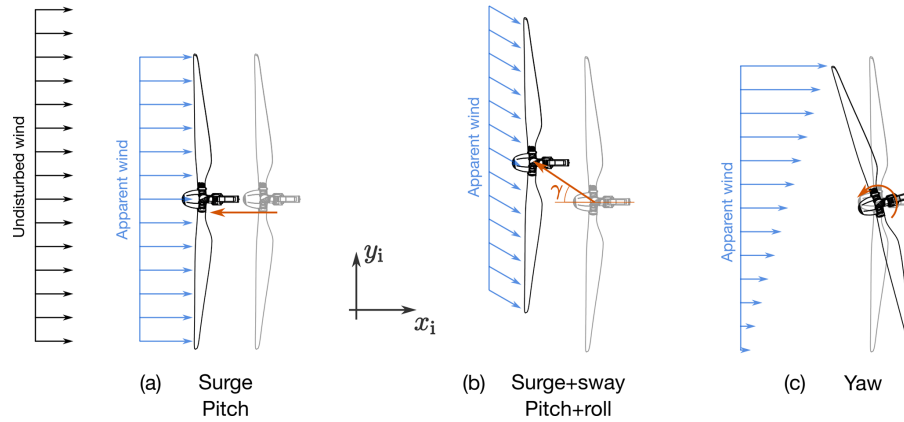 Undisturbed wind
Apparent wind
(a) Surge
Pitch
y_i
x_i
Apparent wind
γ
(b) Surge+sway
Pitch+roll
Apparent wind
(c) Yaw